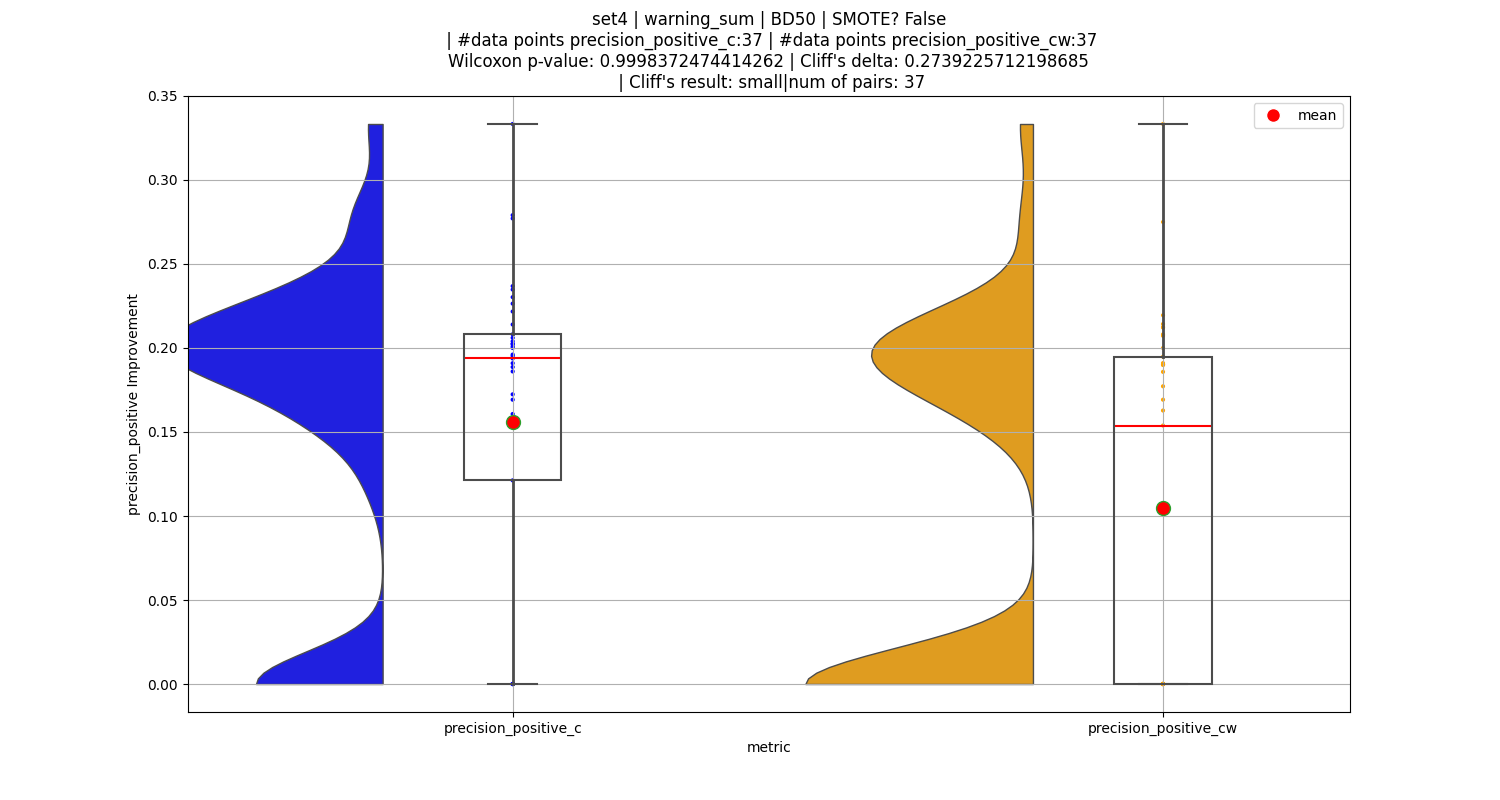 set4 | warning_sum | BD50 | SMOTE? False
| #data points precision_positive_c:37 | #data points precision_positive_cw:37
Wilcoxon p-value: 0.9998372474414262 | Cliff's delta: 0.2739225712198685
| Cliff's result: small|num of pairs: 37
mean
0.35
0.30
0.25
0.20
0.15
0.10
0.05
0.00
precision_positive Improvement
precision_positive_c
precision_positive_cw
metric